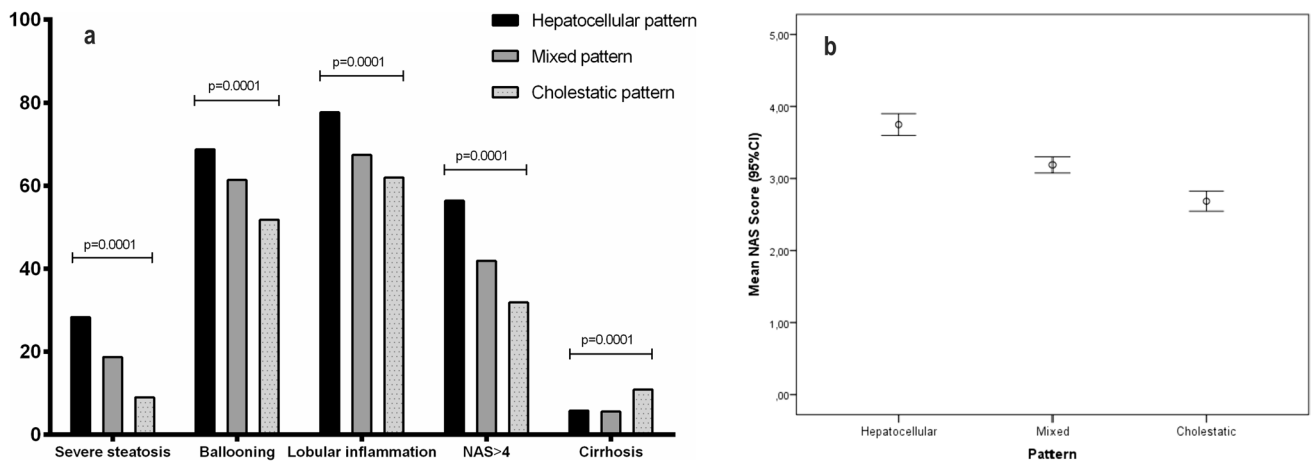 a
Hepatocellular pattern
Mixed pattern
Cholestatic pattern
100
80
60
40
20
0
p=0.0001
p=0.0001
p=0.0001
p=0.0001
p=0.0001
Severe steatosis
Ballooning
Lobular inflammation
NAS>4
Cirrhosis
b
Mean NAS Score (95%CI)
5,00
4,00
3,00
2,00
1,00
,00
Hepatocellular
Mixed
Cholestatic
Pattern